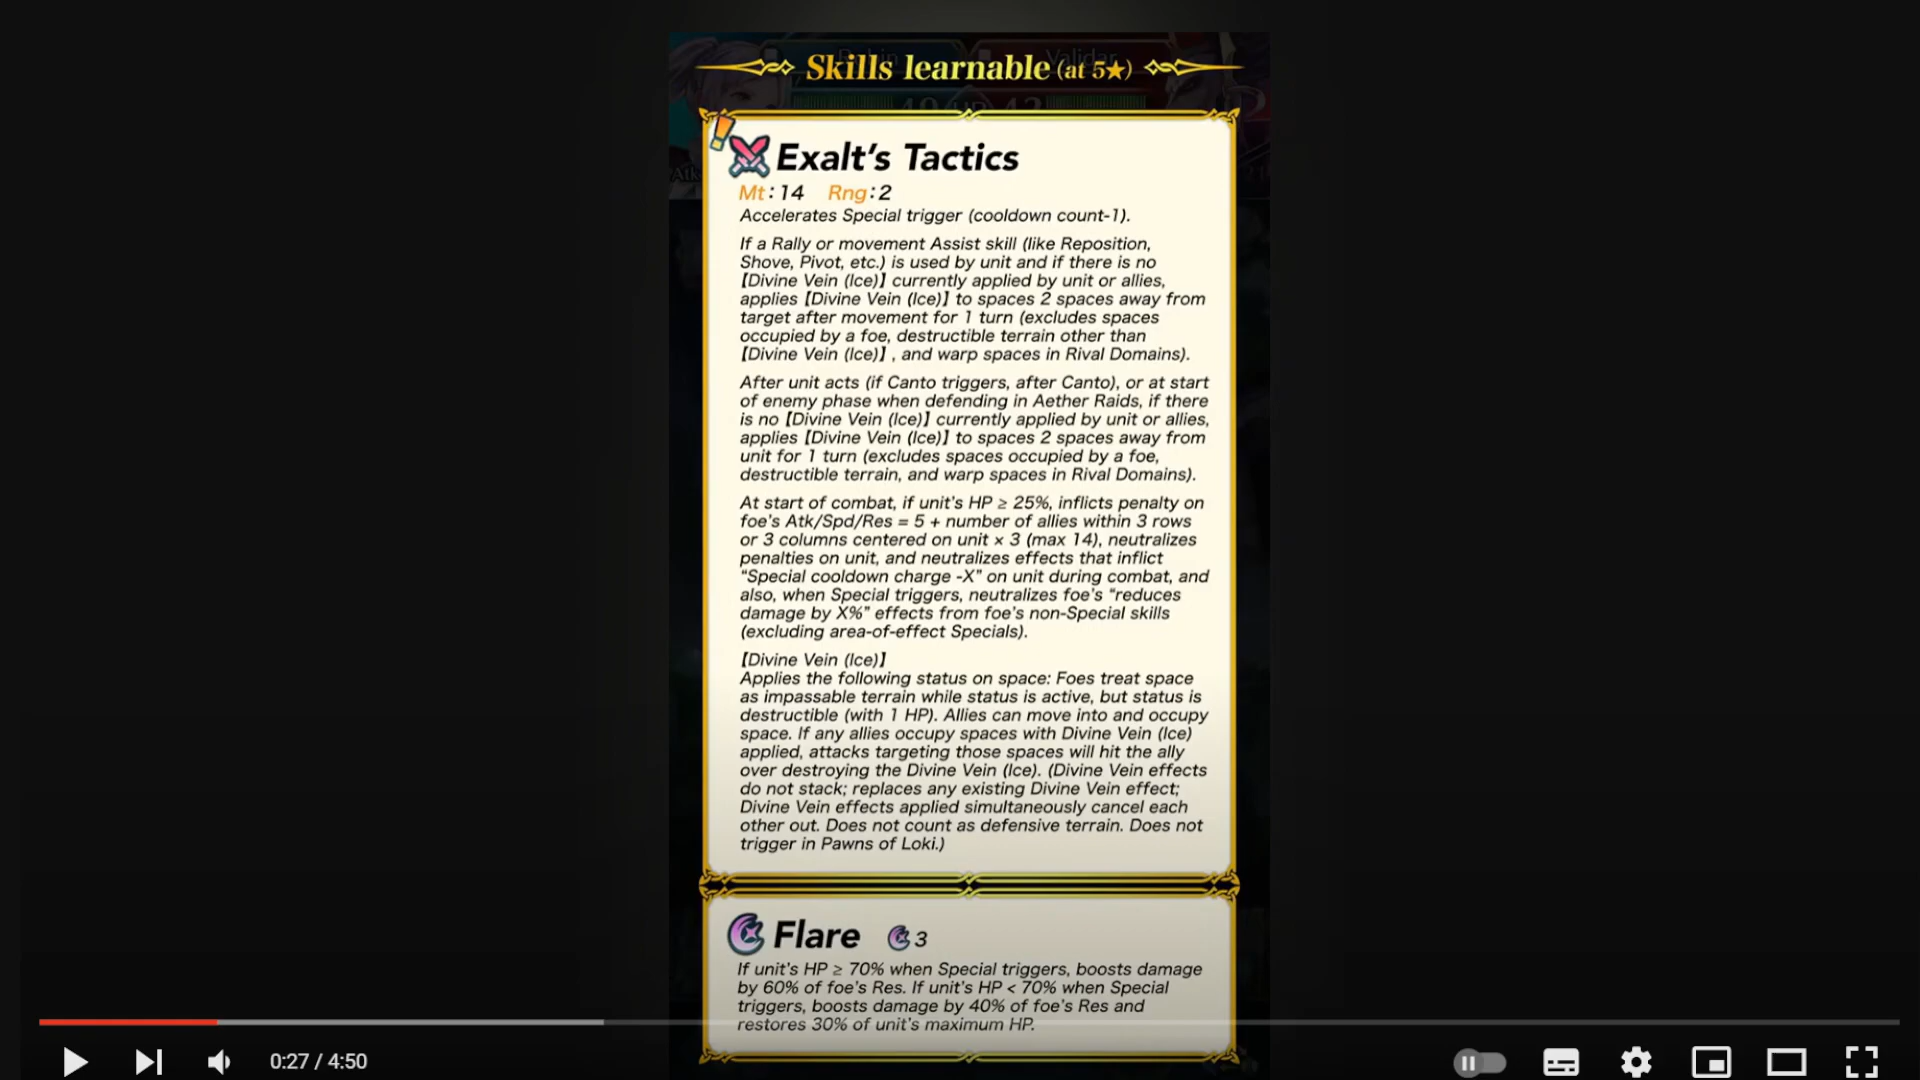 Skills learnable (at 5★)
Exalt's Tactics
Mt:14 Rng:2
Accelerates Special trigger (cooldown count-1).
If a Rally or movement Assist skill (like Reposition,
Shove, Pivot, etc.) is used by unit and if there is no
【Divine Vein (Ice)】 currently applied by unit or allies,
applies 【Divine Vein (Ice)】 to spaces 2 spaces away from
target after movement for 1 turn (excludes spaces
occupied by a foe, destructible terrain other than
【Divine Vein (Ice)】 , and warp spaces in Rival Domains).
After unit acts (if Canto triggers, after Canto), or at start
of enemy phase when defending in Aether Raids, if there
is no 【Divine Vein (Ice)】 currently applied by unit or allies,
applies 【Divine Vein (Ice)】 to spaces 2 spaces away from
unit for 1 turn (excludes spaces occupied by a foe,
destructible terrain, and warp spaces in Rival Domains).
At start of combat, if unit's HP ≥ 25%, inflicts penalty on
foe's Atk/Spd/Res = 5 + number of allies within 3 rows
or 3 columns centered on unit × 3 (max 14), neutralizes
penalties on unit, and neutralizes effects that inflict
“Special cooldown charge -X” on unit during combat, and
also, when Special triggers, neutralizes foe's “reduces
damage by X%” effects from foe's non-Special skills
(excluding area-of-effect Specials).
【Divine Vein (Ice)】
Applies the following status on space: Foes treat space
as impassable terrain while status is active, but status is
destructible (with 1 HP). Allies can move into and occupy
space. If any allies occupy spaces with Divine Vein (Ice)
applied, attacks targeting those spaces will hit the ally
over destroying the Divine Vein (Ice). (Divine Vein effects
do not stack; replaces any existing Divine Vein effect;
Divine Vein effects applied simultaneously cancel each
other out. Does not count as defensive terrain. Does not
trigger in Pawns of Loki.)
Flare 3
If unit's HP ≥ 70% when Special triggers, boosts damage
by 60% of foe's Res. If unit's HP < 70% when Special
triggers, boosts damage by 40% of foe's Res and
restores 30% of unit's maximum HP.
0:27 / 4:50